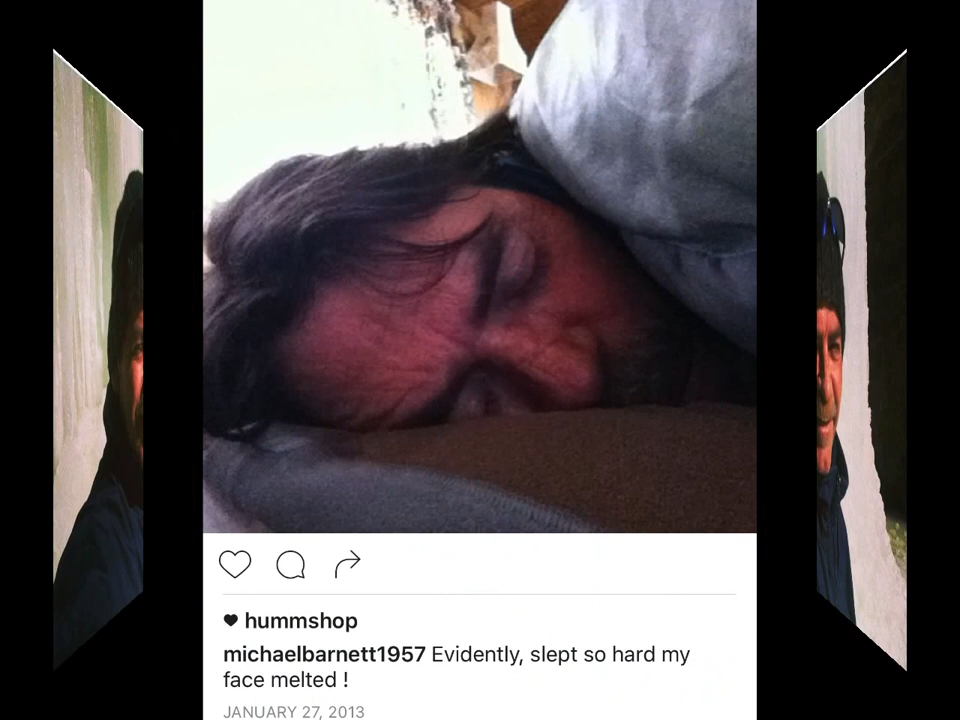 hummshop
michaelbarnett1957 Evidently, slept so hard my
face melted !
JANUARY 27, 2013